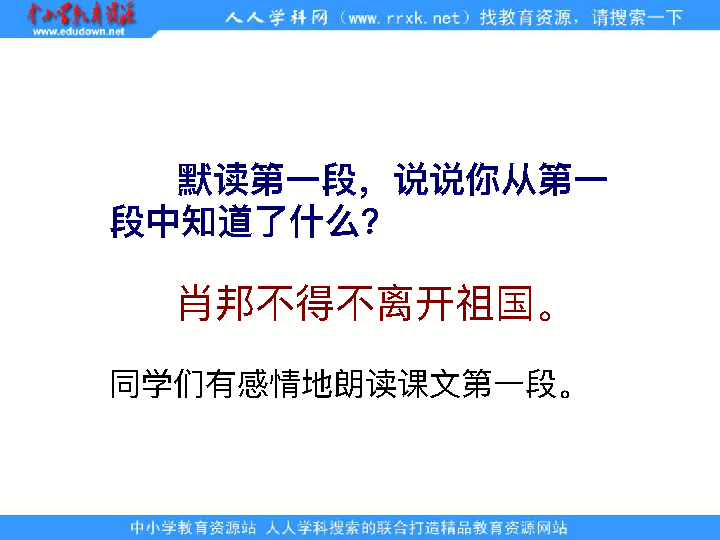 中小学教育资源
www.edudown.net
人人学科网（www.rrxk.net）找教育资源，请搜索一下
默读第一段，说说你从第一
段中知道了什么？
肖邦不得不离开祖国。
同学们有感情地朗读课文第一段。
中小学教育资源站 人人学科搜索的联合打造精品教育资源网站